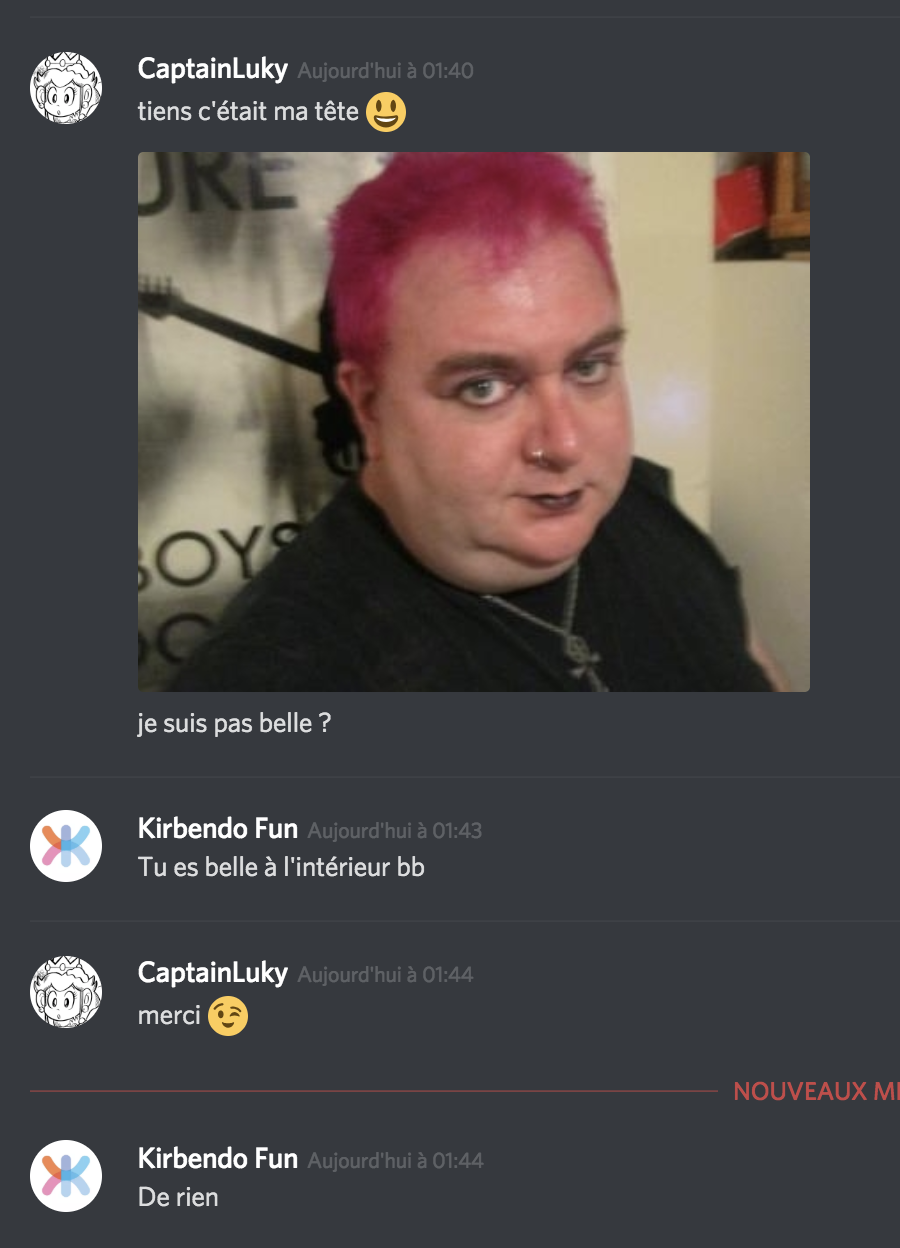 CaptainLuky Aujourd'hui à 01:40
tiens c'était ma tête 😃
URE
BOYS
DO
je suis pas belle ?
Kirbendo Fun Aujourd'hui à 01:43
Tu es belle à l'intérieur bb
CaptainLuky Aujourd'hui à 01:44
merci 😉
NOUVEAUX
Kirbendo Fun Aujourd'hui à 01:44
De rien